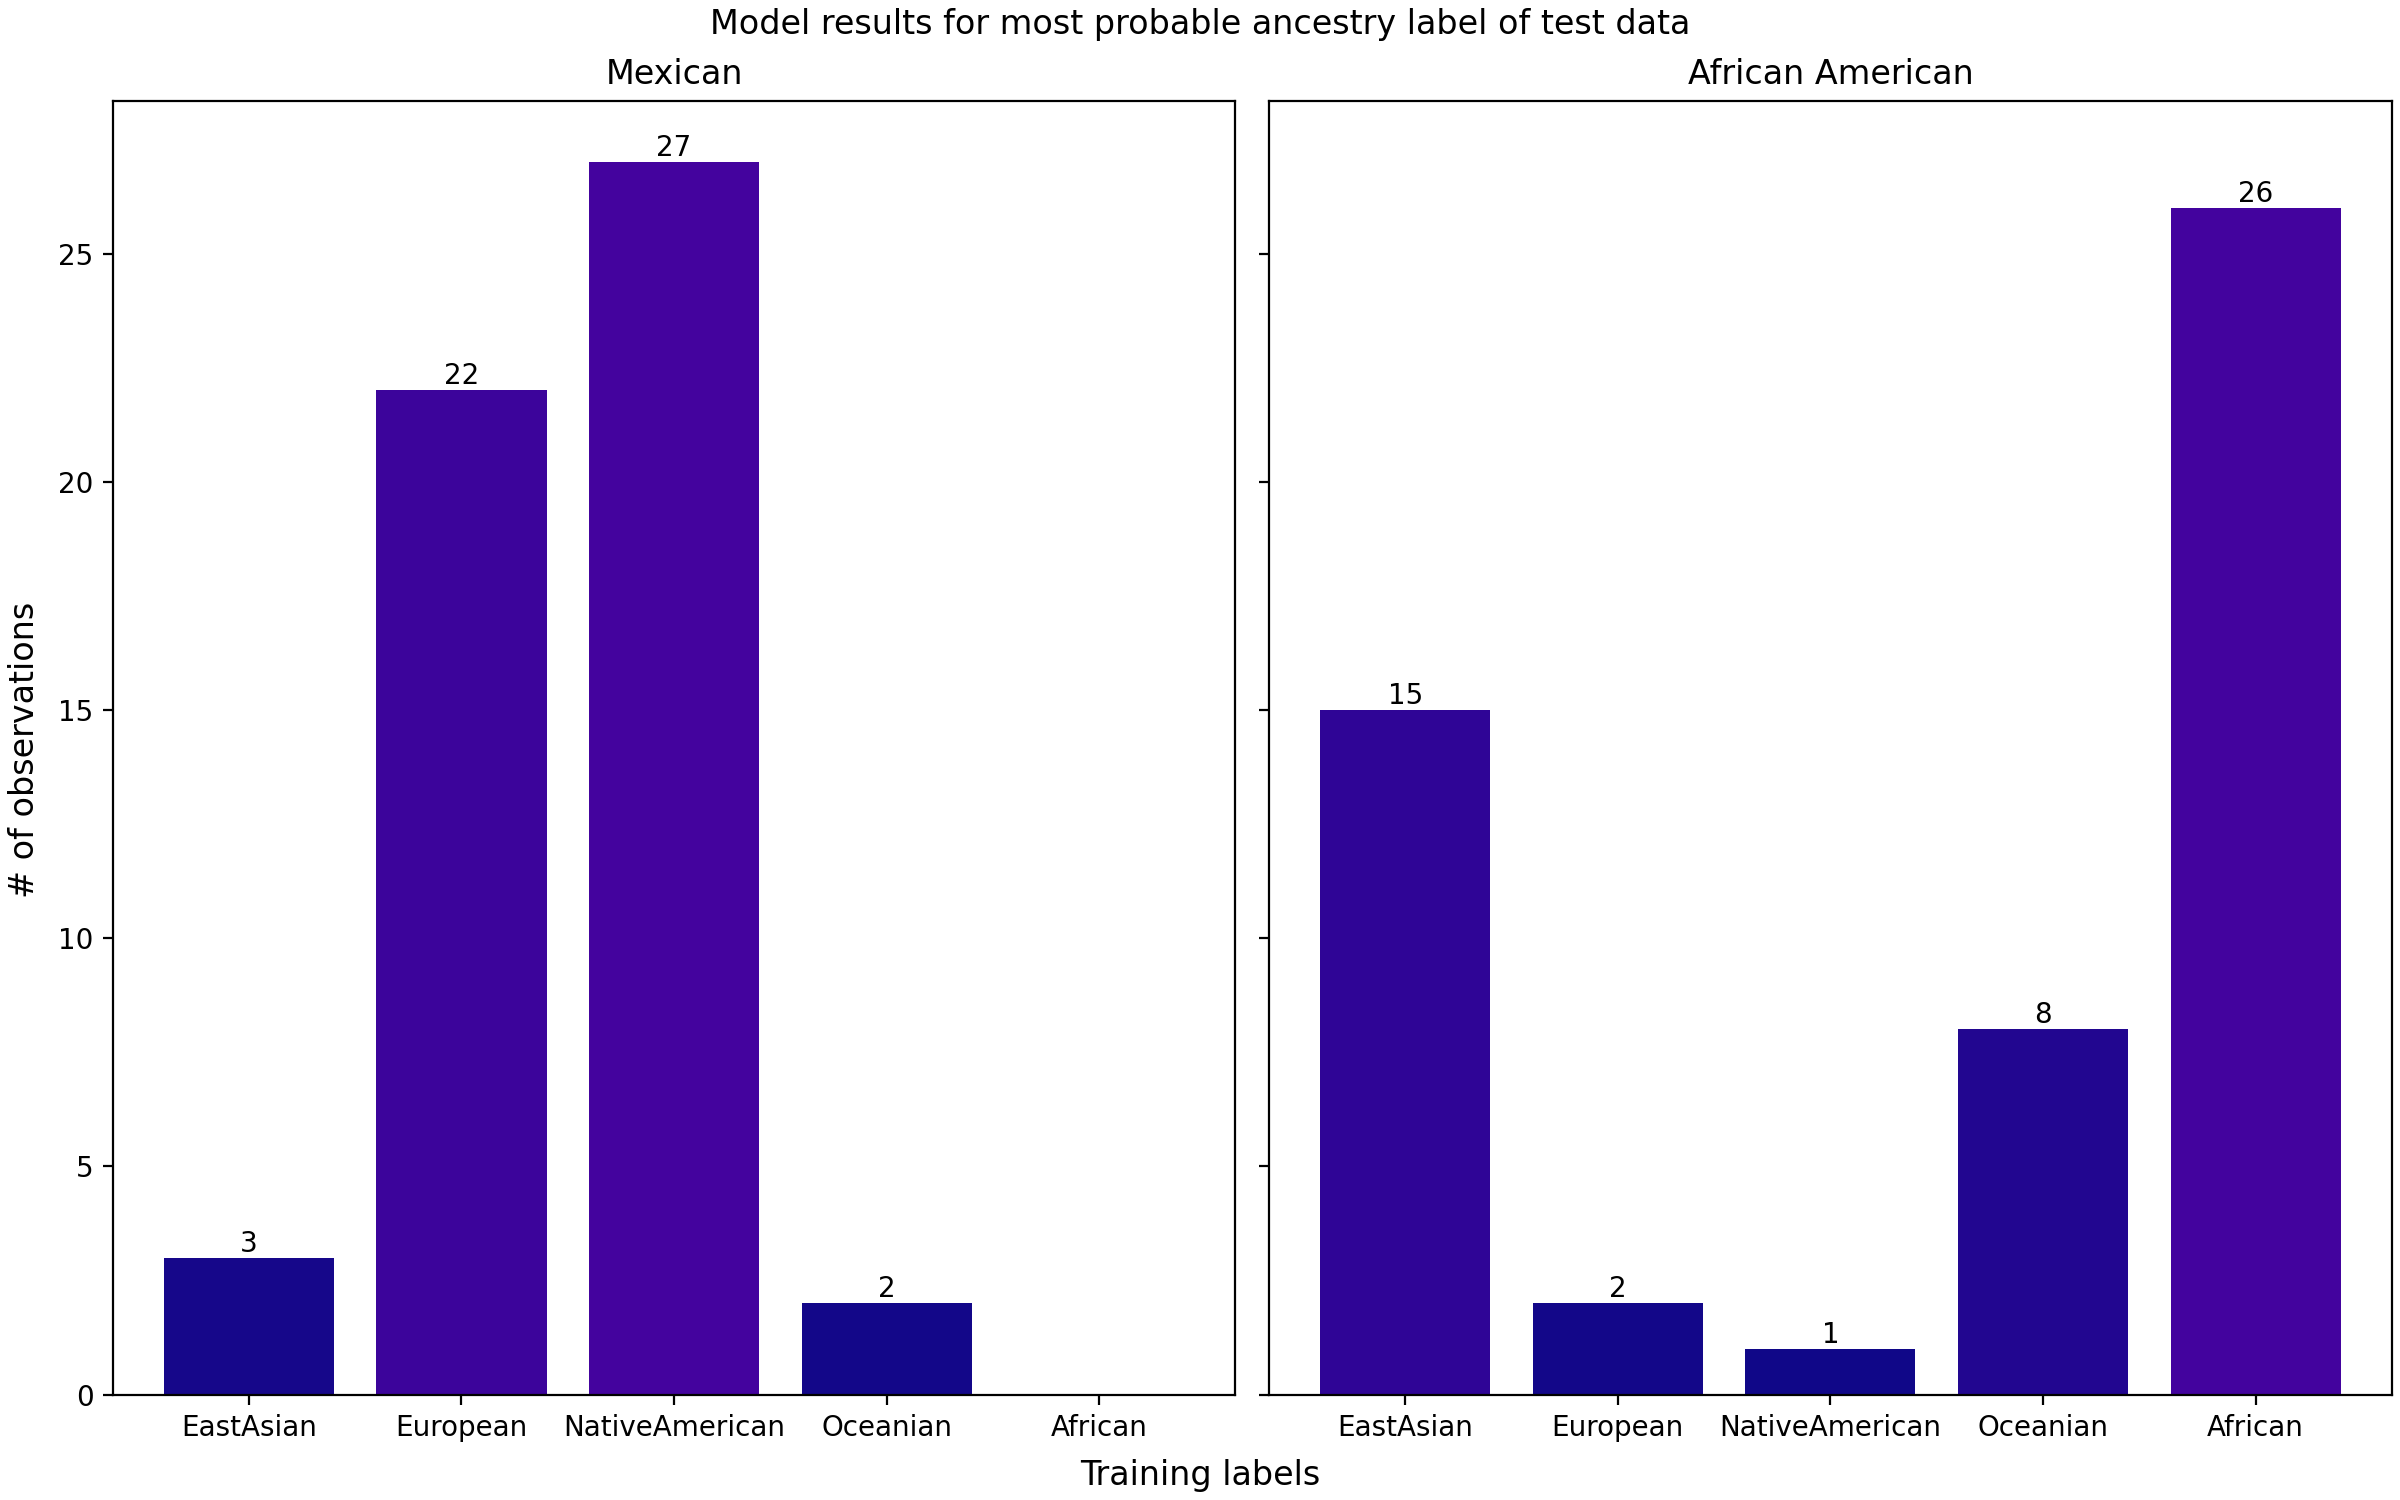 Model results for most probable ancestry label of test data
Mexican
African American
# of observations
25
20
15
10
5
0
3
22
27
2
15
2
1
8
26
EastAsian European NativeAmerican Oceanian African
EastAsian European NativeAmerican Oceanian African
Training labels